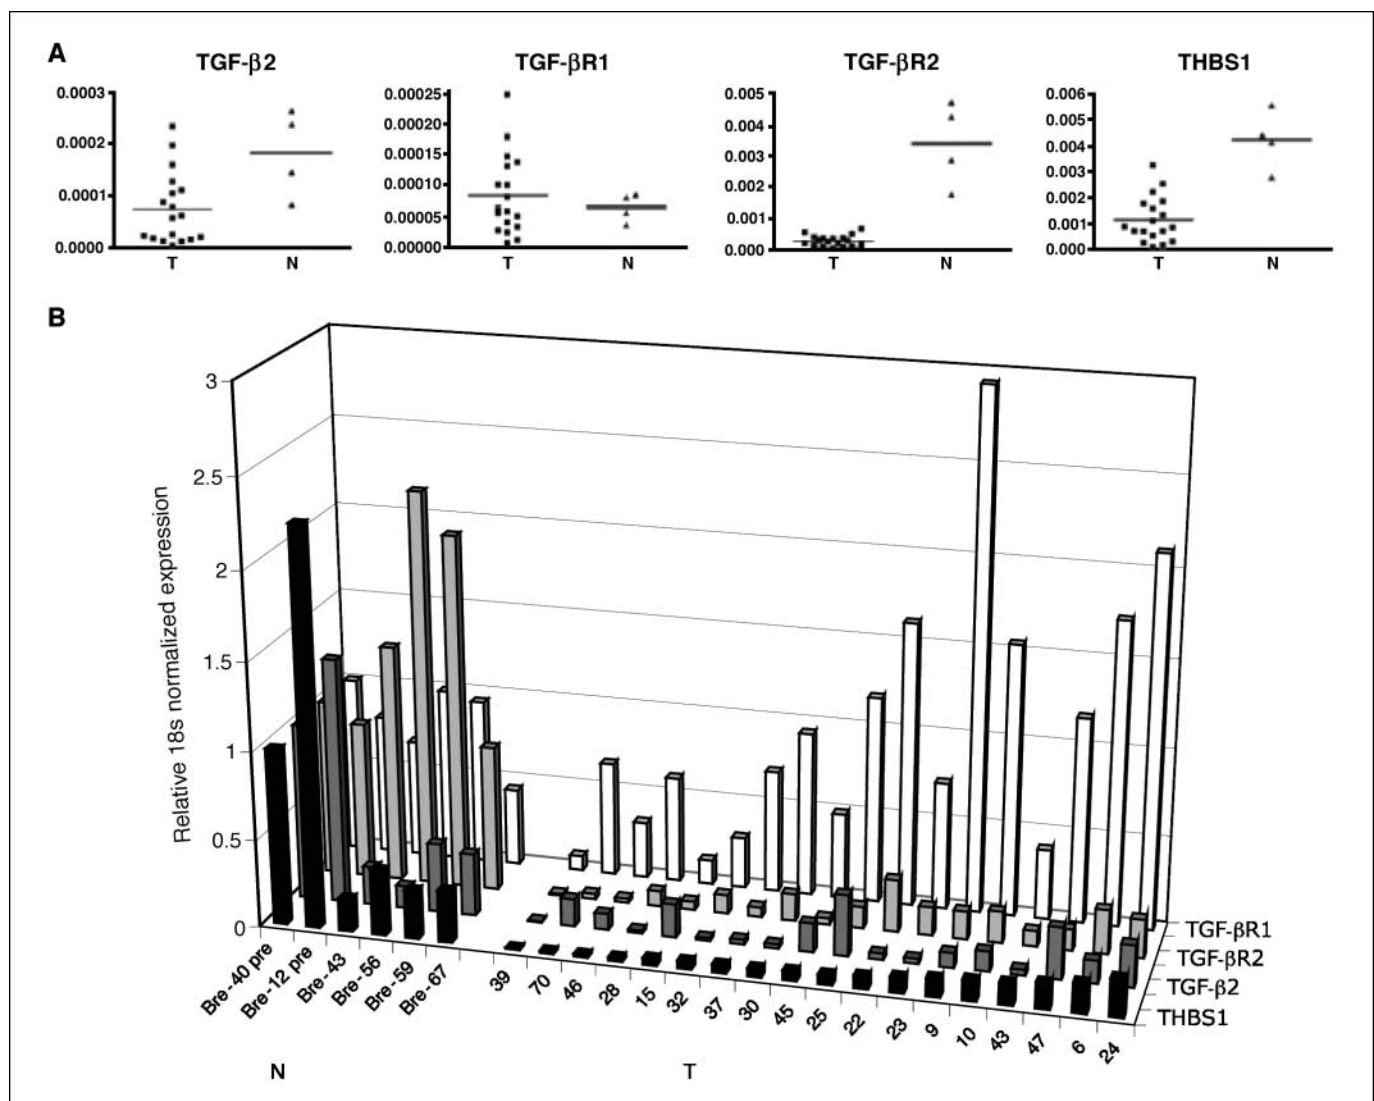 A
TGF-β2 TGF-βR1 TGF-βR2 THBS1
0.0003
0.0002
0.0001
0.0000
T N
0.00025
0.00020
0.00015
0.00010
0.00005
0.00000
T N
0.005
0.004
0.003
0.002
0.001
0.000
T N
0.006
0.005
0.004
0.003
0.002
0.001
0.000
T N
B
Relative 18s normalized expression
3
2.5
2
1.5
1
0.5
0
Bre-40 pre
Bre-12 pre
Bre-43
Bre-56
Bre-59
Bre-67
39
70
46
28
15
32
37
30
45
25
22
23
9
10
43
47
6
24
TGF-βR1
TGF-βR2
TGF-β2
THBS1
N T